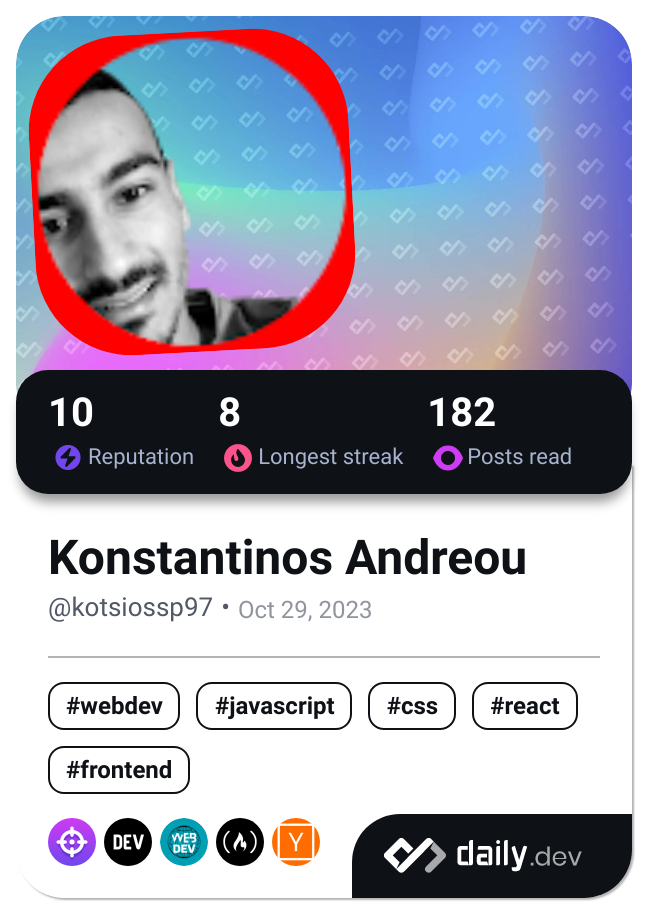 10 8 182
Reputation Longest streak Posts read
Konstantinos Andreou
@kotsiossp97 • Oct 29, 2023
#webdev #javascript #css #react
#frontend
DEV WEB DEV Y daily.dev